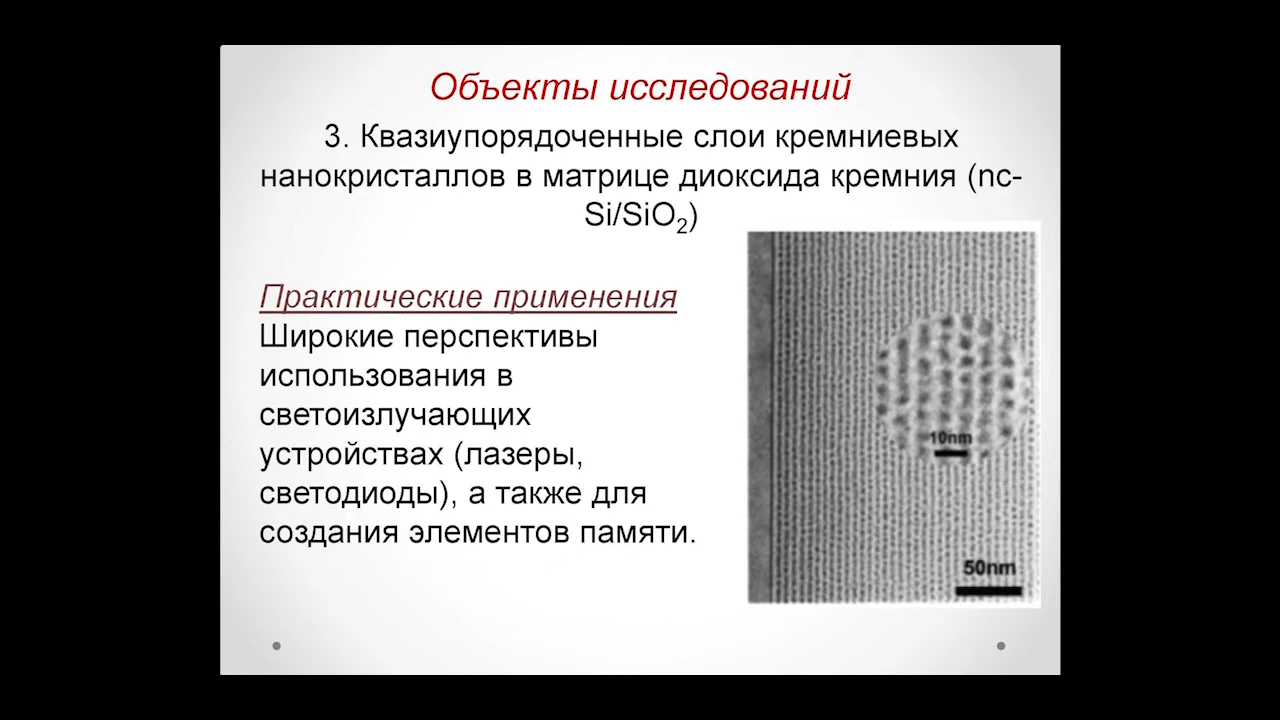 Объекты исследований
3. Квазиупорядоченные слои кремниевых
нанокристаллов в матрице диоксида кремния (nc-
Si/SiO₂)
Практические применения
Широкие перспективы
использования в
светоизлучающих
устройствах (лазеры,
светодиоды), а также для
создания элементов памяти.
10nm
50nm